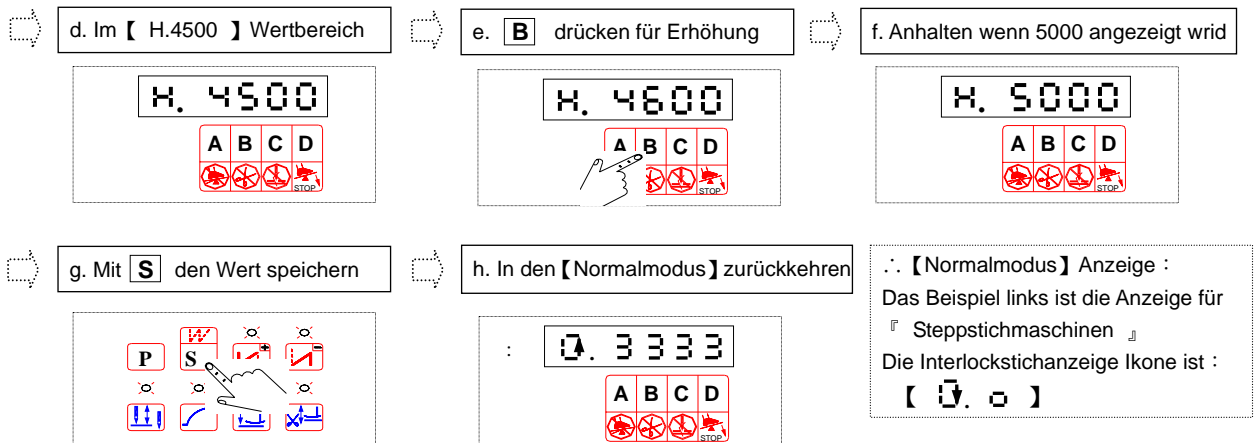 d. Im【 H.4500 】Wertbereich
H. 4500
A B C D
STOP
e. B drücken für Erhöhung
H. 4600
A B C D
STOP
f. Anhalten wenn 5000 angezeigt wrid
H. 5000
A B C D
STOP
g. Mit S den Wert speichern
P S
h. In den【Normalmodus】zurückkehren
: . 3333
A B C D
STOP
∴【Normalmodus】Anzeige：
Das Beispiel links ist die Anzeige für
『 Steppstichmaschinen 』
Die Interlockstichanzeige Ikone ist：
【 . o 】